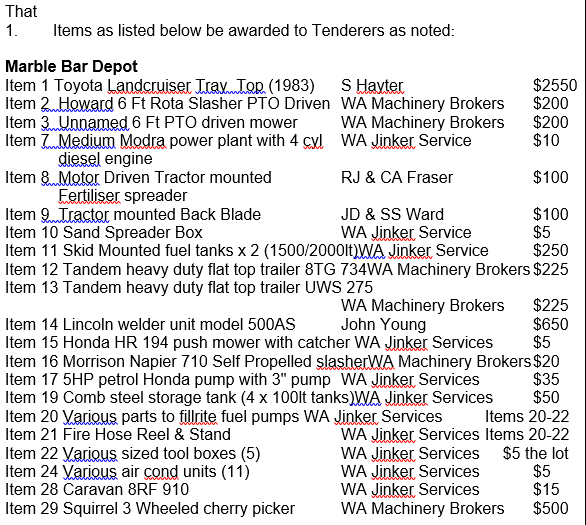 That
1. Items as listed below be awarded to Tenderers as noted:
Marble Bar Depot
Item 1 Toyota Landcruiser Tray Top (1983) S Hayter $2550
Item 2 Howard 6 Ft Rota Slasher PTO Driven WA Machinery Brokers $200
Item 3 Unnamed 6 Ft PTO driven mower WA Machinery Brokers $200
Item 7 Medium Modra power plant with 4 cyl WA Jinker Service $10
diesel engine
Item 8 Motor Driven Tractor mounted RJ & CA Fraser $100
Fertiliser spreader
Item 9 Tractor mounted Back Blade JD & SS Ward $100
Item 10 Sand Spreader Box WA Jinker Service $5
Item 11 Skid Mounted fuel tanks x 2 (1500/2000lt)WA Jinker Service $250
Item 12 Tandem heavy duty flat top trailer 8TG 734WA Machinery Brokers $225
Item 13 Tandem heavy duty flat top trailer UWS 275
WA Machinery Brokers $225
Item 14 Lincoln welder unit model 500AS John Young $650
Item 15 Honda HR 194 push mower with catcher WA Jinker Services $5
Item 16 Morrison Napier 710 Self Propelled slasherWA Machinery Brokers $20
Item 17 5HP petrol Honda pump with 3" pump WA Jinker Services $35
Item 19 Comb steel storage tank (4 x 100lt tanks)WA Jinker Services $50
Item 20 Various parts to fillrite fuel pumps WA Jinker Services Items 20-22
Item 21 Fire Hose Reel & Stand WA Jinker Services Items 20-22
Item 22 Various sized tool boxes (5) WA Jinker Services $5 the lot
Item 24 Various air cond units (11) WA Jinker Services $5
Item 28 Caravan 8RF 910 WA Jinker Services $15
Item 29 Squirrel 3 Wheeled cherry picker WA Machinery Brokers $500